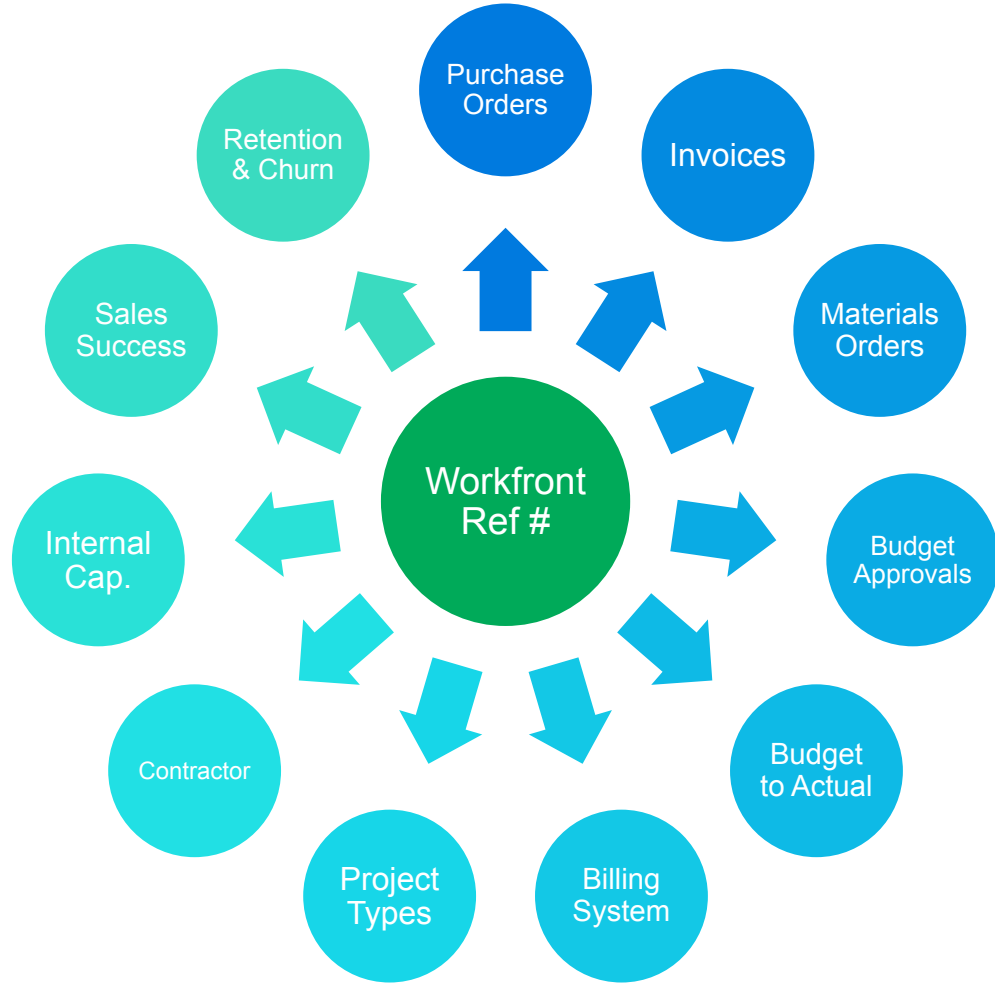 Purchase
Orders
Invoices
Materials
Orders
Budget
Approvals
Budget
to Actual
Billing
System
Project
Types
Contractor
Internal
Cap.
Sales
Success
Retention
& Churn
Workfront
Ref #